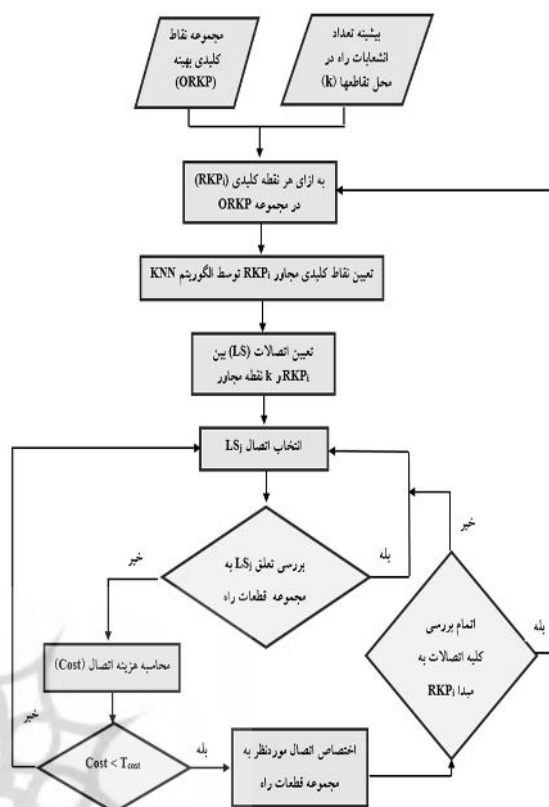 مجموعه نقاط
کلیدی بهینه
(ORKP)
بیشینه تعداد
انشعابات راه در
محل تقاطعها (k)
به ازای هر نقطه کلیدی (RKPi)
در مجموعه ORKP
تعیین نقاط کلیدی مجاور RKPi توسط الگوریتم KNN
تعیین اتصالات (LS) بین
RKPi و k نقطه مجاور
انتخاب اتصال LSj
بررسی تعلق LSj به
مجموعه قطعات راه
خیر
بله
خیر
اتمام بررسی
کلیه اتصالات به
مبدا RKPi
بله
محاسبه هزینه اتصال (Cost)
خیر
Cost < Tcost
بله
اختصاص اتصال موردنظر به
مجموعه قطعات راه